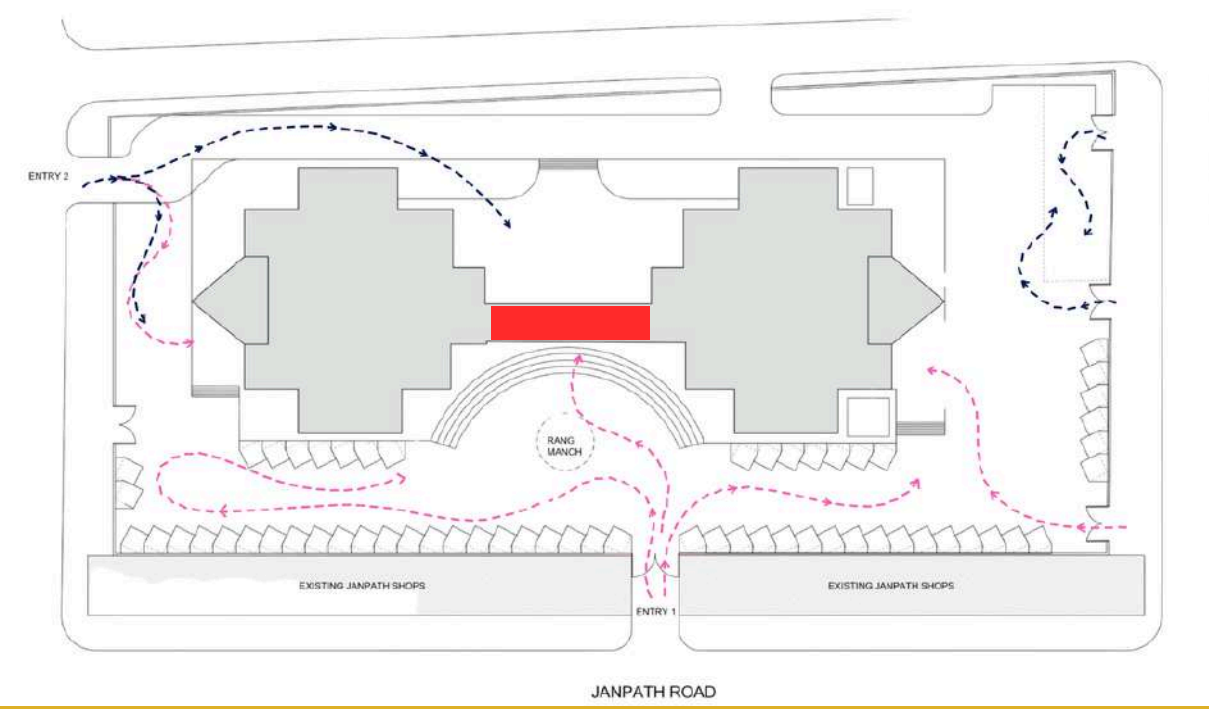 ENTRY 2
RANG
MANCH
EXISTING JANPATH SHOPS
EXISTING JANPATH SHOPS
ENTRY 1
JANPATH ROAD